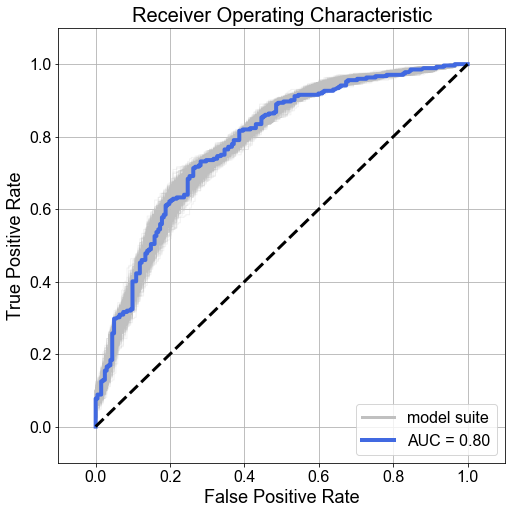 Receiver Operating Characteristic
True Positive Rate
1.0
0.8
0.6
0.4
0.2
0.0
model suite
AUC = 0.80
0.0 0.2 0.4 0.6 0.8 1.0
False Positive Rate